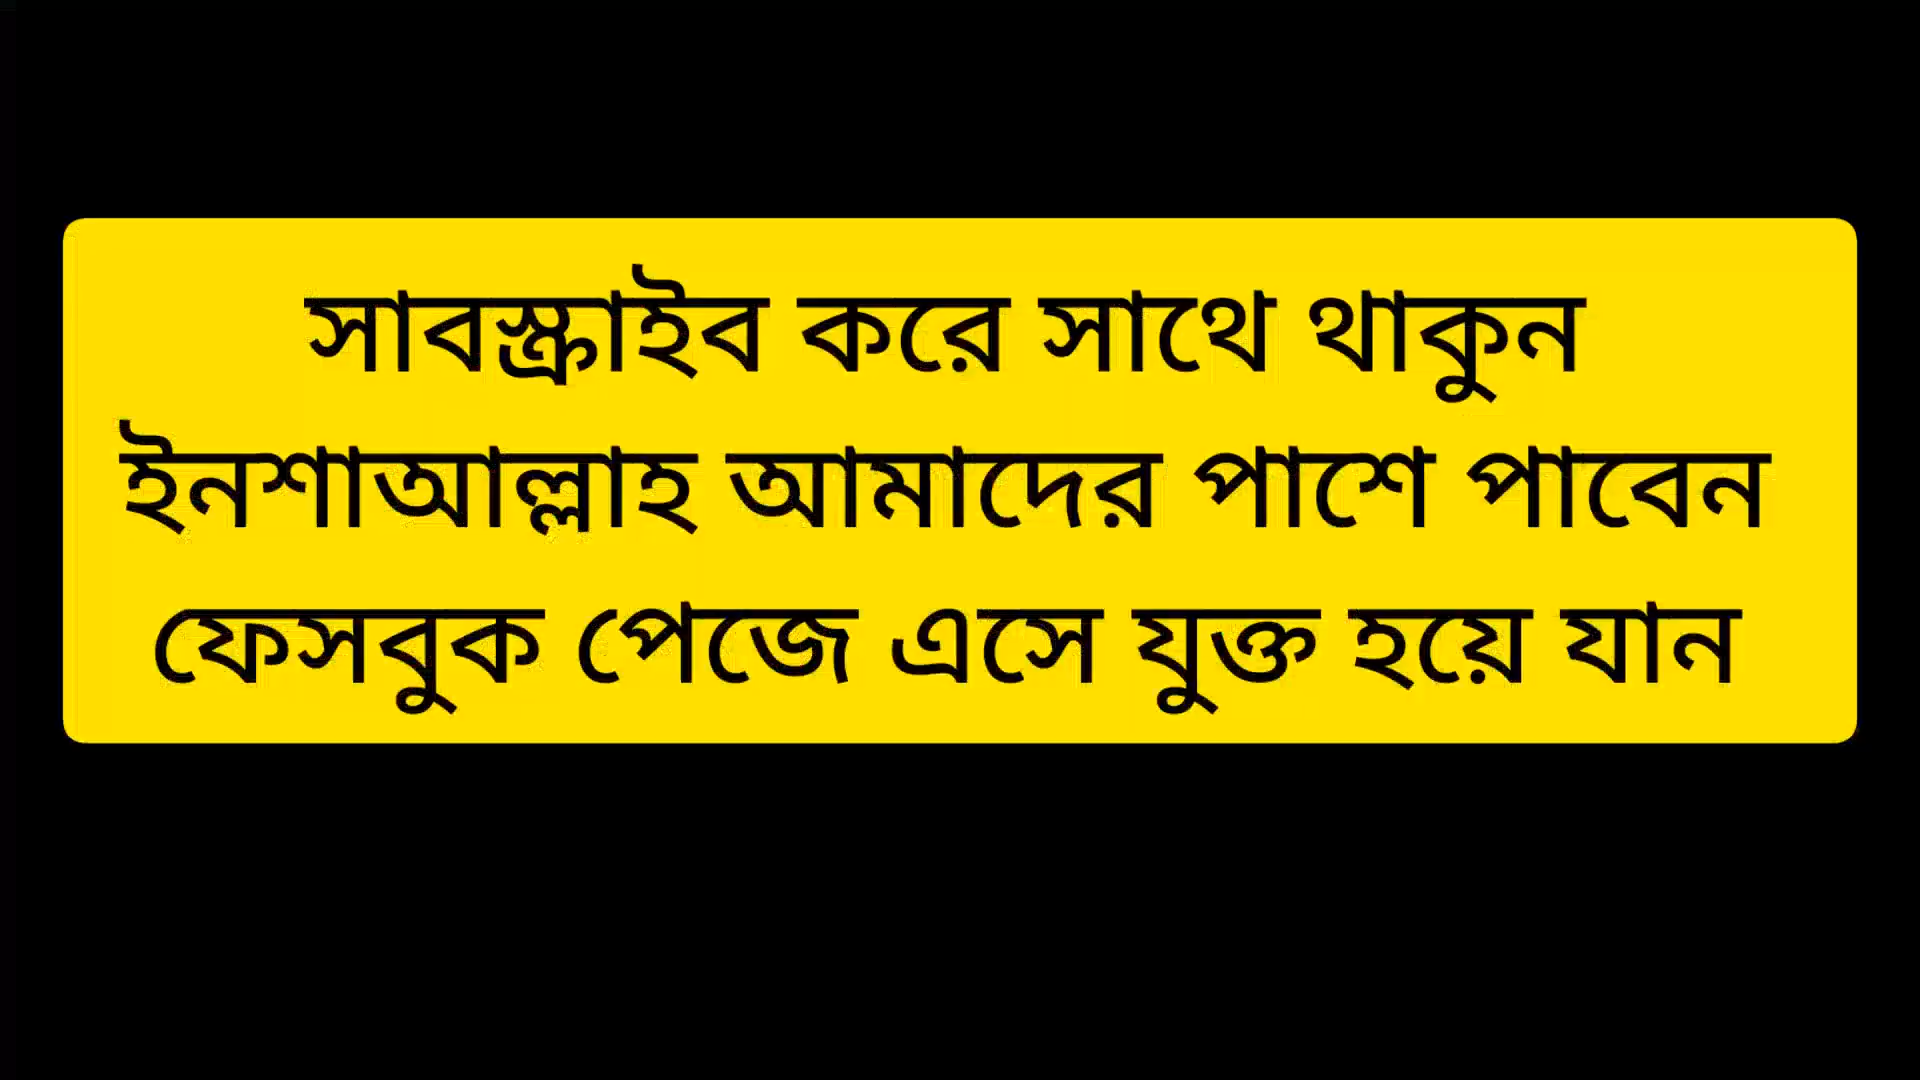 সাবস্ক্রাইব করে সাথে থাকুন
ইনশাআল্লাহ আমাদের পাশে পাবেন
ফেসবুক পেজে এসে যুক্ত হয়ে যান